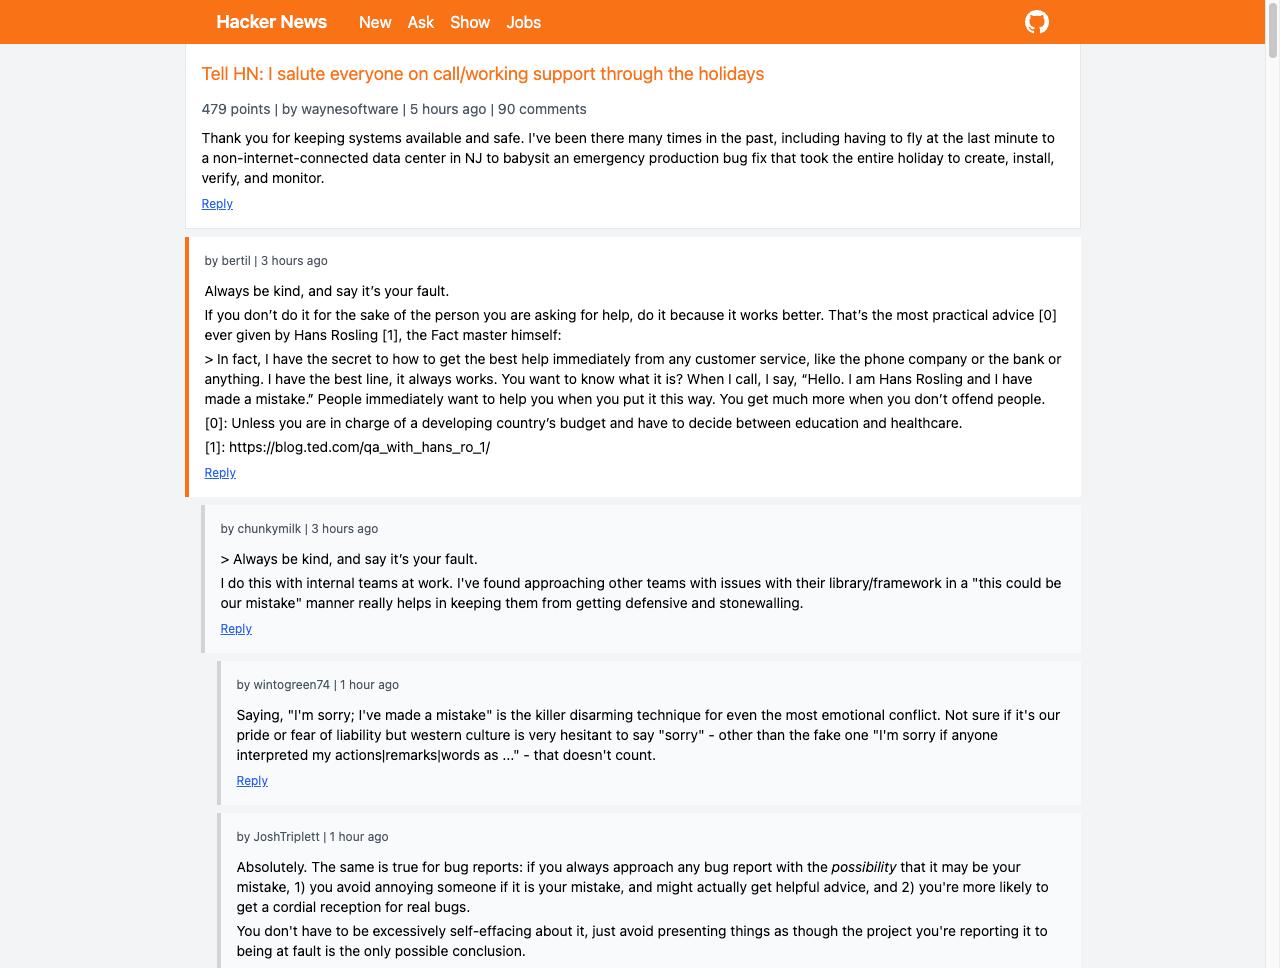 Hacker News New Ask Show Jobs
Tell HN: I salute everyone on call/working support through the holidays
479 points | by waynesoftware | 5 hours ago | 90 comments
Thank you for keeping systems available and safe. I've been there many times in the past, including having to fly at the last minute to
a non-internet-connected data center in NJ to babysit an emergency production bug fix that took the entire holiday to create, install,
verify, and monitor.
Reply
by bertil | 3 hours ago
Always be kind, and say it’s your fault.
If you don’t do it for the sake of the person you are asking for help, do it because it works better. That’s the most practical advice [0]
ever given by Hans Rosling [1], the Fact master himself:
> In fact, I have the secret to how to get the best help immediately from any customer service, like the phone company or the bank or
anything. I have the best line, it always works. You want to know what it is? When I call, I say, “Hello. I am Hans Rosling and I have
made a mistake.” People immediately want to help you when you put it this way. You get much more when you don’t offend people.
[0]: Unless you are in charge of a developing country’s budget and have to decide between education and healthcare.
[1]: https://blog.ted.com/qa_with_hans_ro_1/
Reply
by chunkymilk | 3 hours ago
> Always be kind, and say it’s your fault.
I do this with internal teams at work. I've found approaching other teams with issues with their library/framework in a "this could be
our mistake" manner really helps in keeping them from getting defensive and stonewalling.
Reply
by wintogreen74 | 1 hour ago
Saying, "I'm sorry; I've made a mistake" is the killer disarming technique for even the most emotional conflict. Not sure if it's our
pride or fear of liability but western culture is very hesitant to say "sorry" - other than the fake one "I'm sorry if anyone
interpreted my actions|remarks|words as ..." - that doesn't count.
Reply
by JoshTriplett | 1 hour ago
Absolutely. The same is true for bug reports: if you always approach any bug report with the possibility that it may be your
mistake, 1) you avoid annoying someone if it is your mistake, and might actually get helpful advice, and 2) you're more likely to
get a cordial reception for real bugs.
You don't have to be excessively self-effacing about it, just avoid presenting things as though the project you're reporting it to
being at fault is the only possible conclusion.